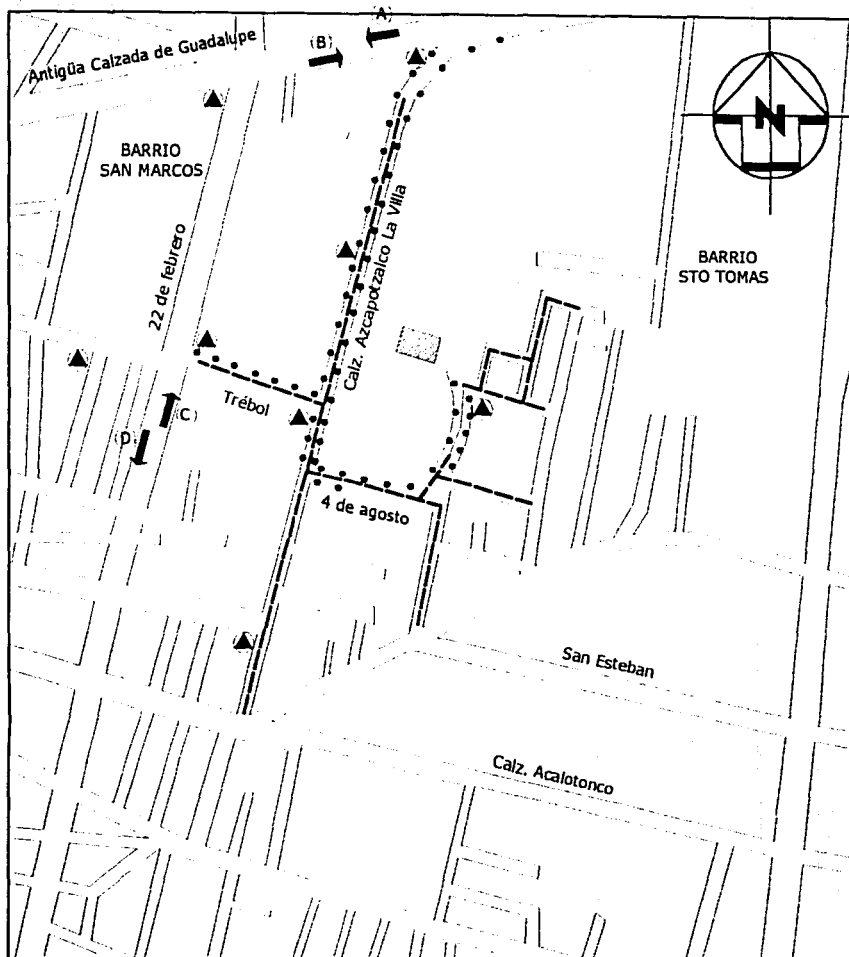 (A)
(B)
Antigüa Calzada de Guadalupe
N
BARRIO
SAN MARCOS
22 de febrero
Calz. Azcapotzalco La Villa
BARRIO
STO TOMAS
Trébol
(C)
(D)
4 de agosto
San Esteban
Calz. Acalotonco